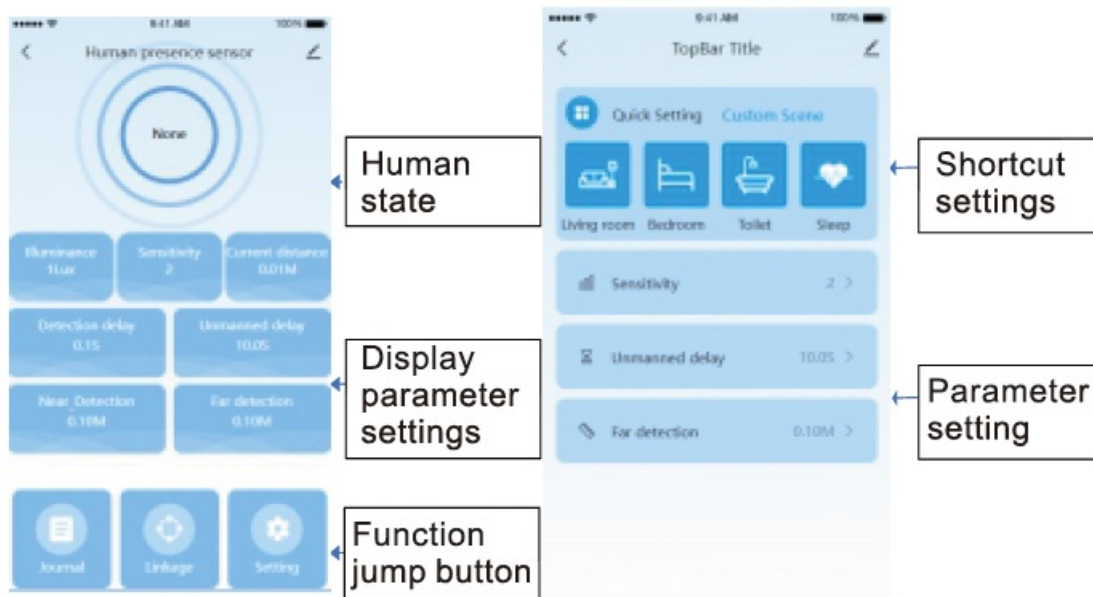 9:41 AM 100%
Human presence sensor
None
Human
state
Illuminance Sensitivity Current distance
1Lux 2 0.01M
Detection delay Unmanned delay
0.1S 10.0S
Display
parameter
settings
Near_Detection Far detection
0.10M 0.10M
Journal Linkage Setting
Function
jump button
9:41 AM 100%
TopBar Title
Quick Setting Custom Scene
Living room Bedroom Toilet Sleep
Shortcut
settings
Sensitivity 2 >
Unmanned delay 10.0S >
Far detection 0.10M >
Parameter
setting